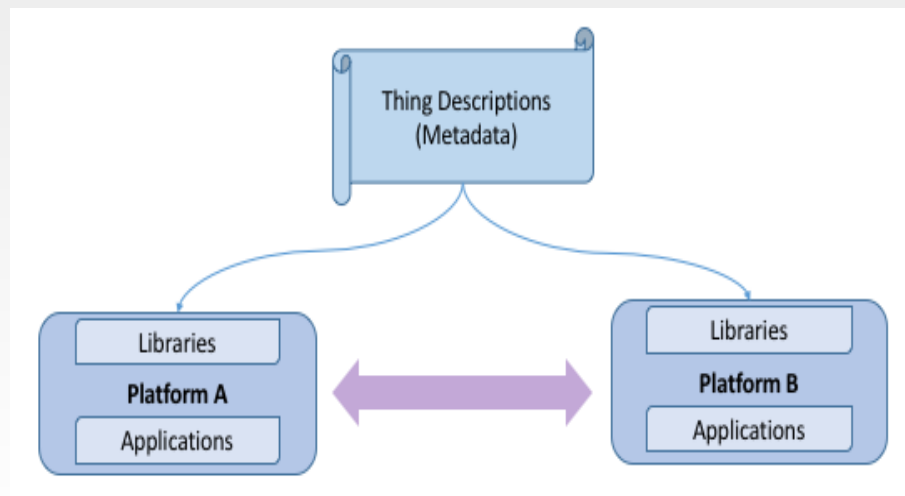 Thing Descriptions
(Metadata)
Libraries
Platform A
Applications
Libraries
Platform B
Applications